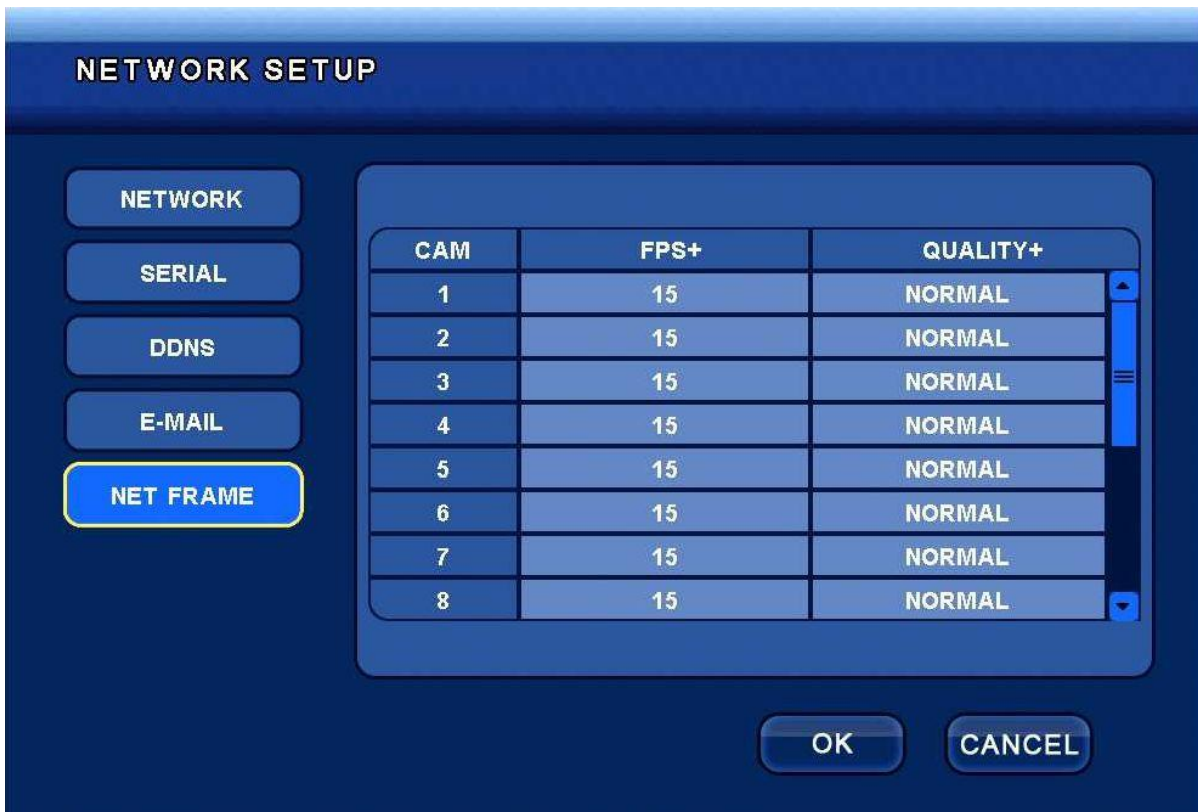 NETWORK SETUP
NETWORK
SERIAL
DDNS
E-MAIL
NET FRAME
CAM FPS+ QUALITY+
1 15 NORMAL
2 15 NORMAL
3 15 NORMAL
4 15 NORMAL
5 15 NORMAL
6 15 NORMAL
7 15 NORMAL
8 15 NORMAL
OK CANCEL